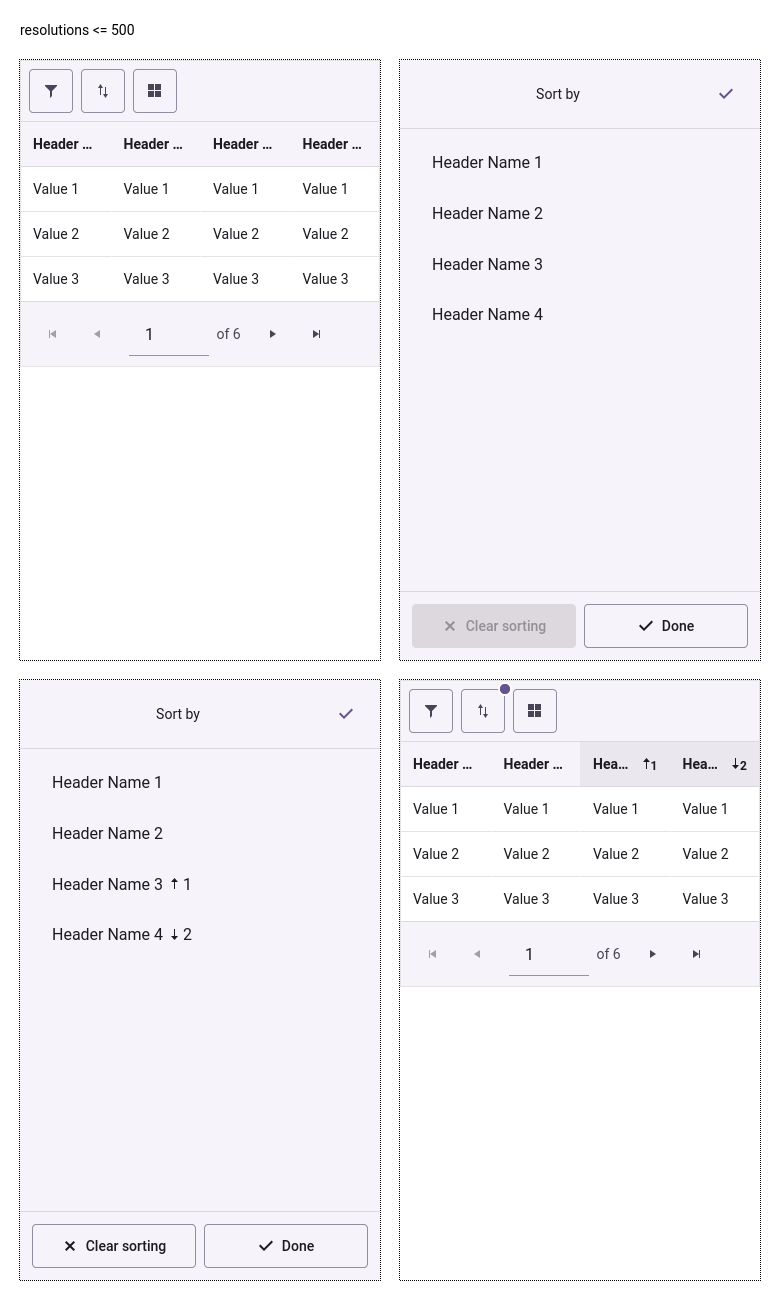 resolutions <= 500
Header ... Header ... Header ... Header ...
Value 1 Value 1 Value 1 Value 1
Value 2 Value 2 Value 2 Value 2
Value 3 Value 3 Value 3 Value 3
1 of 6
Sort by
Header Name 1
Header Name 2
Header Name 3
Header Name 4
Clear sorting Done
Sort by
Header Name 1
Header Name 2
Header Name 3 ↑ 1
Header Name 4 ↓ 2
Clear sorting Done
Header ... Header ... Hea... ↑1 Hea... ↓2
Value 1 Value 1 Value 1 Value 1
Value 2 Value 2 Value 2 Value 2
Value 3 Value 3 Value 3 Value 3
1 of 6